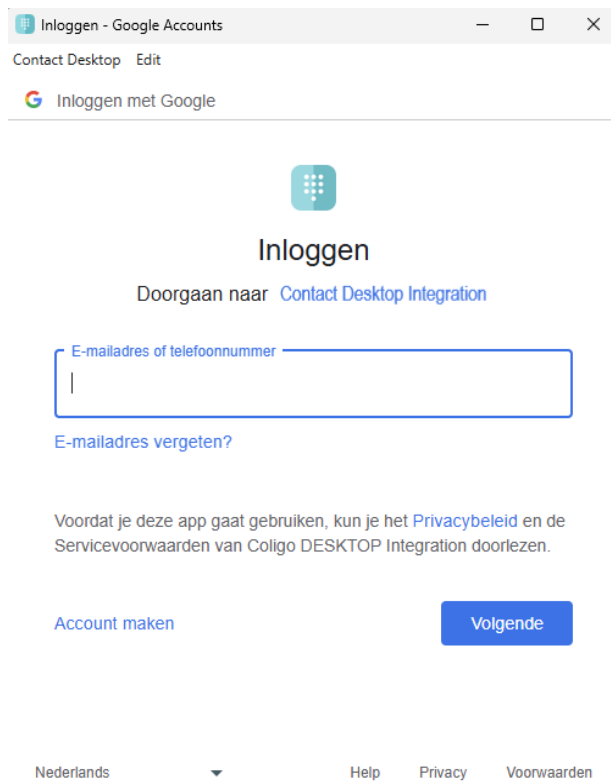 Inloggen - Google Accounts
Contact Desktop Edit
Inloggen met Google
Inloggen
Doorgaan naar Contact Desktop Integration
E-mailadres of telefoonnummer
E-mailadres vergeten?
Voordat je deze app gaat gebruiken, kun je het Privacybeleid en de
Servicevoorwaarden van Coligo DESKTOP Integration doorlezen.
Account maken Volgende
Nederlands Help Privacy Voorwaarden